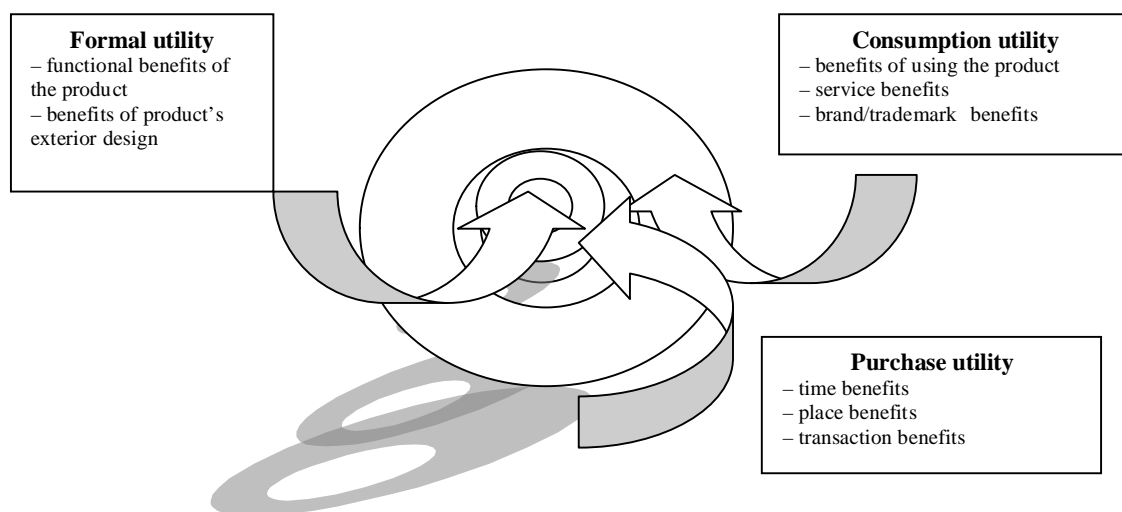 Formal utility
– functional benefits of
the product
– benefits of product’s
exterior design
Consumption utility
– benefits of using the product
– service benefits
– brand/trademark benefits
Purchase utility
– time benefits
– place benefits
– transaction benefits